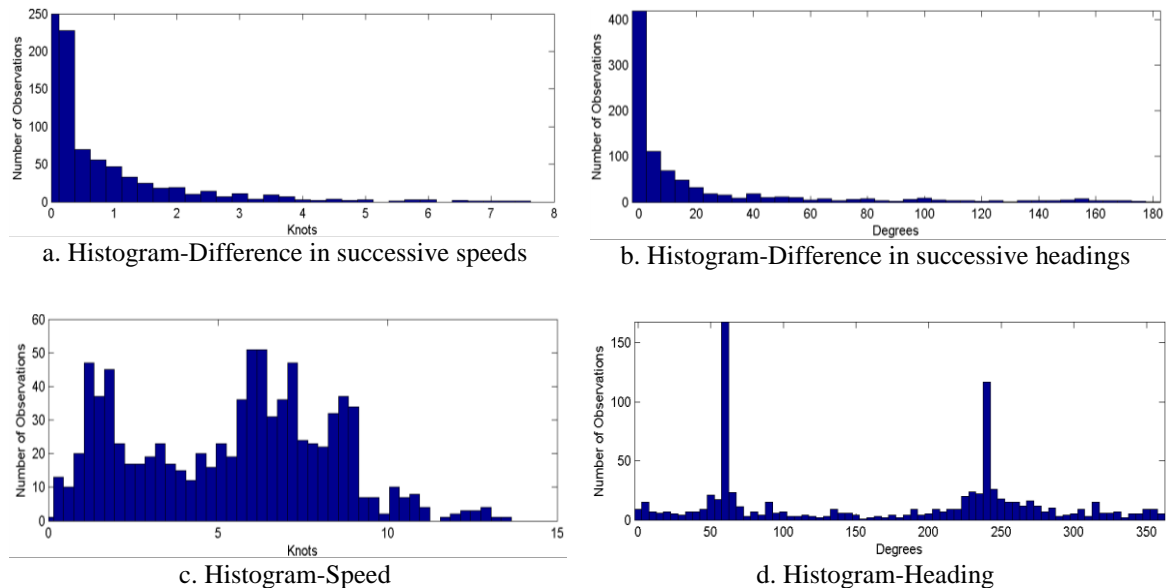 250
200
150
100
50
0
Number of Observations
0 1 2 3 4 5 6 7 8
Knots
a. Histogram-Difference in successive speeds
400
300
200
100
0
Number of Observations
0 20 40 60 80 100 120 140 160 180
Degrees
b. Histogram-Difference in successive headings
60
50
40
30
20
10
0
Number of Observations
0 5 10 15
Knots
c. Histogram-Speed
150
100
50
0
Number of Observations
0 50 100 150 200 250 300 350
Degrees
d. Histogram-Heading